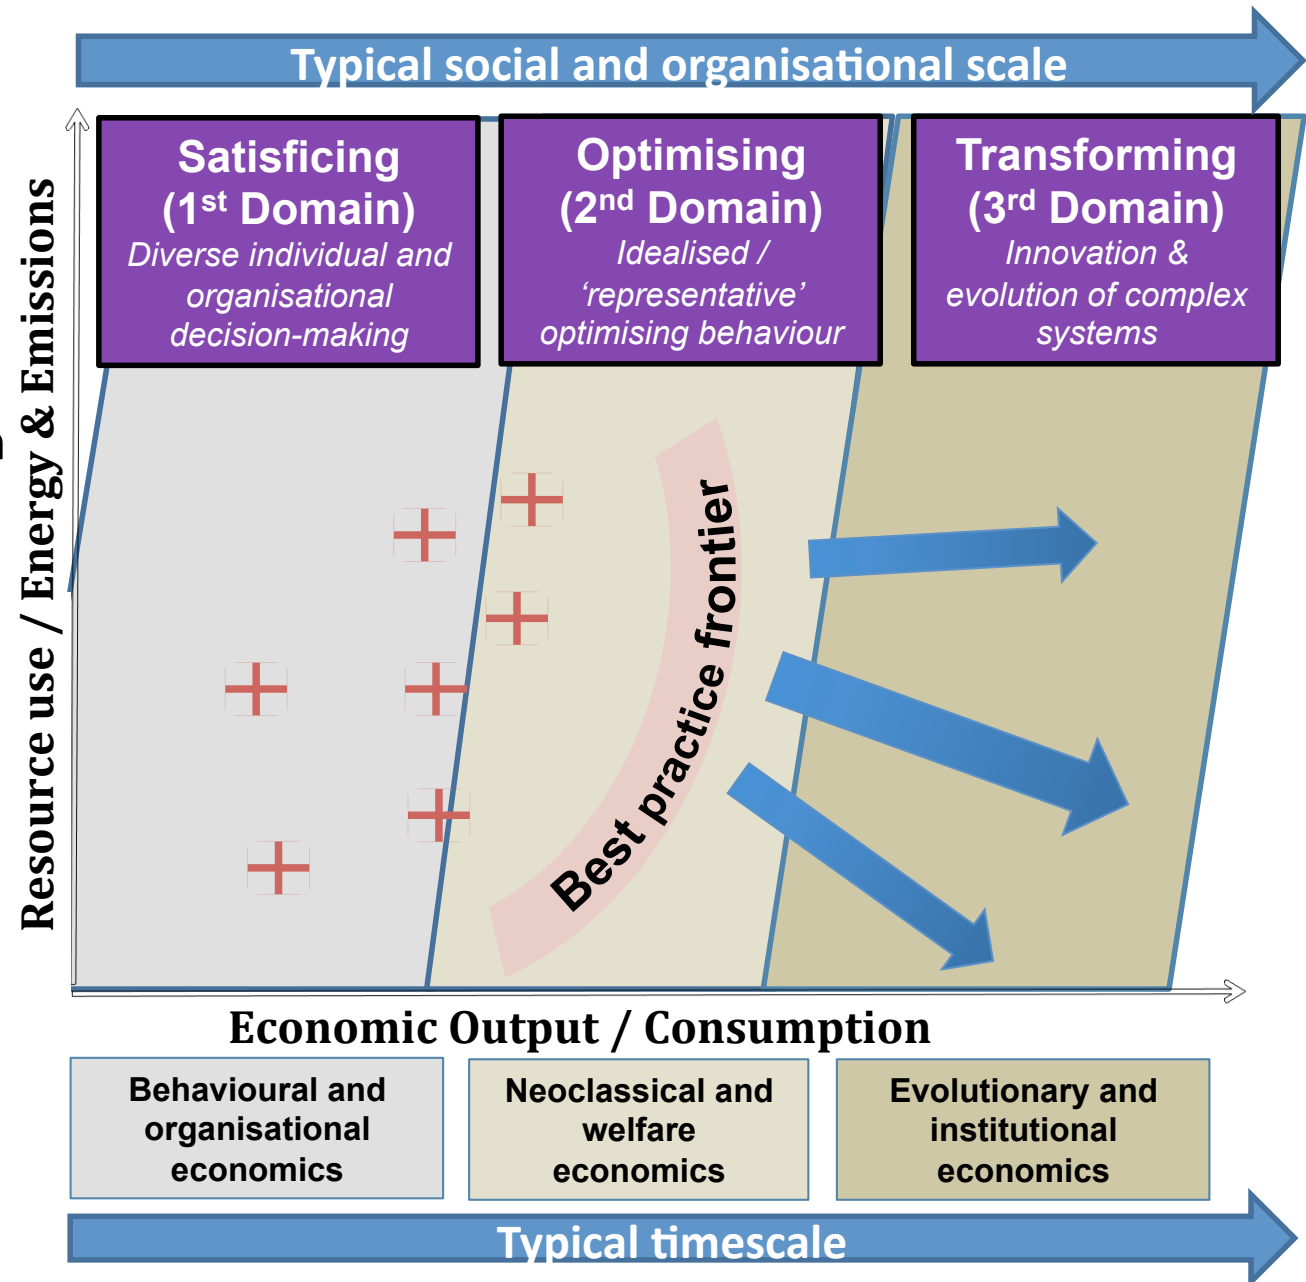 Typical social and organisational scale
Satisficing
(1st Domain)
Diverse individual and
organisational
decision-making
Optimising
(2nd Domain)
Idealised /
‘representative’
optimising behaviour
Transforming
(3rd Domain)
Innovation &
evolution of complex
systems
Resource use / Energy & Emissions
Best practice frontier
Economic Output / Consumption
Behavioural and
organisational
economics
Neoclassical and
welfare
economics
Evolutionary and
institutional
economics
Typical timescale